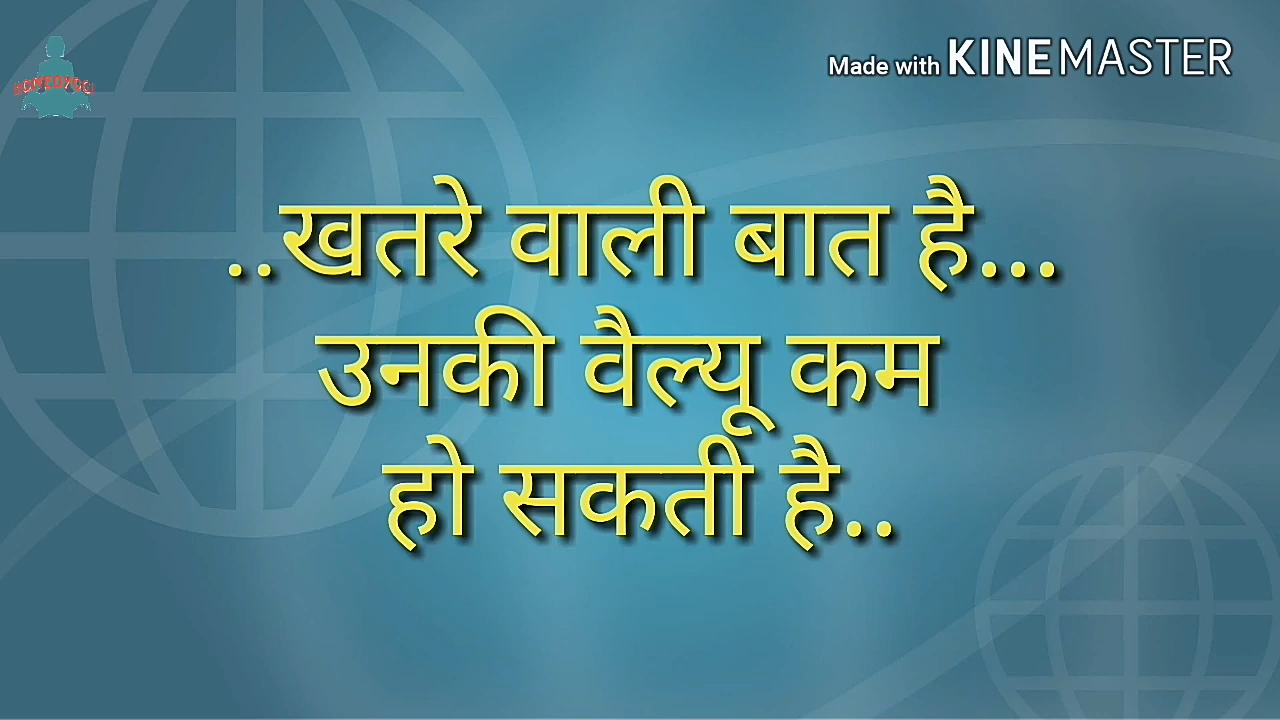 Made with KINEMASTER
..खतरे वाली बात है...
उनकी वैल्यू कम
हो सकती है..